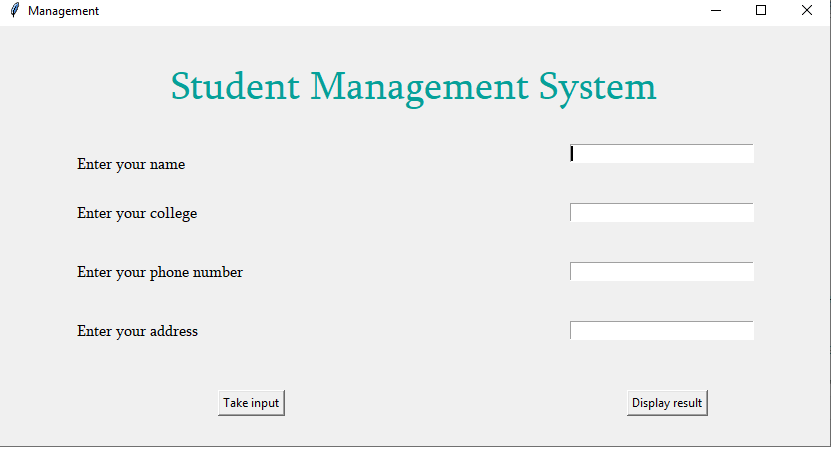 Management
Student Management System
Enter your name
Enter your college
Enter your phone number
Enter your address
Take input
Display result